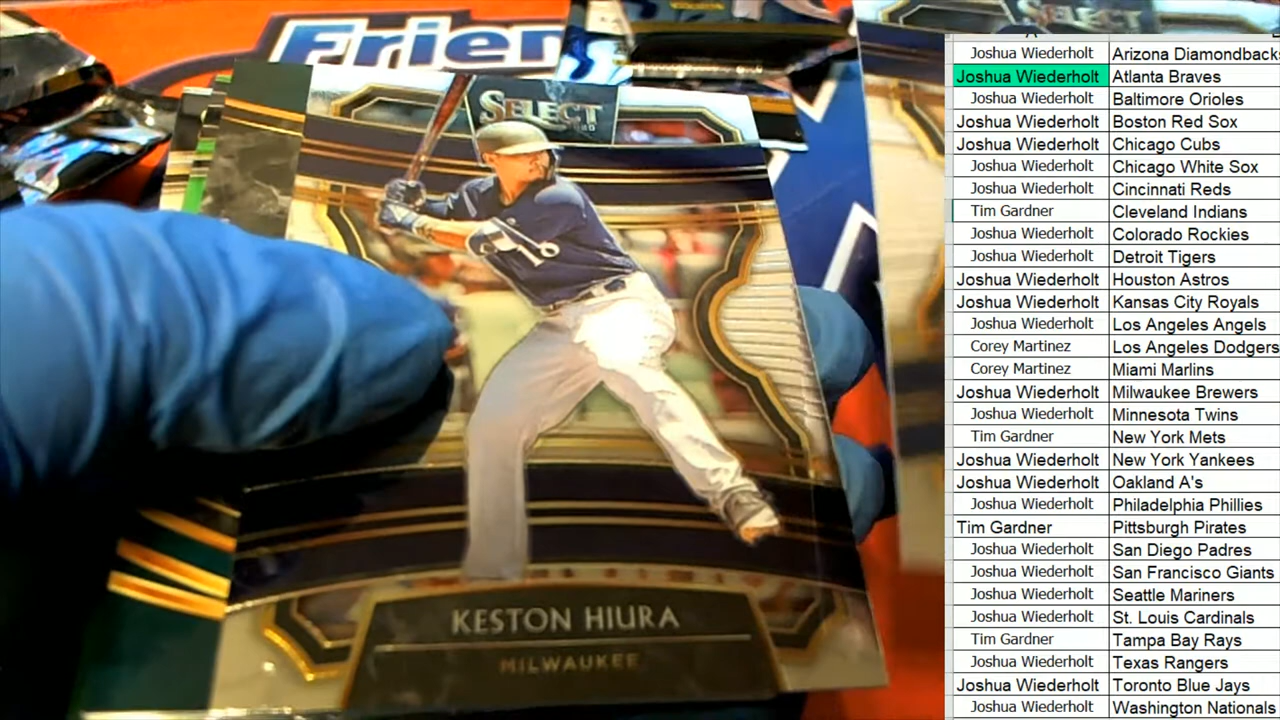 Frien
SELECT
SELECT
18
KESTON HIURA
MILWAUKEE
Joshua Wiederholt Arizona Diamondbacks
Joshua Wiederholt Atlanta Braves
Joshua Wiederholt Baltimore Orioles
Joshua Wiederholt Boston Red Sox
Joshua Wiederholt Chicago Cubs
Joshua Wiederholt Chicago White Sox
Joshua Wiederholt Cincinnati Reds
Tim Gardner Cleveland Indians
Joshua Wiederholt Colorado Rockies
Joshua Wiederholt Detroit Tigers
Joshua Wiederholt Houston Astros
Joshua Wiederholt Kansas City Royals
Joshua Wiederholt Los Angeles Angels
Corey Martinez Los Angeles Dodgers
Corey Martinez Miami Marlins
Joshua Wiederholt Milwaukee Brewers
Joshua Wiederholt Minnesota Twins
Tim Gardner New York Mets
Joshua Wiederholt New York Yankees
Joshua Wiederholt Oakland A's
Joshua Wiederholt Philadelphia Phillies
Tim Gardner Pittsburgh Pirates
Joshua Wiederholt San Diego Padres
Joshua Wiederholt San Francisco Giants
Joshua Wiederholt Seattle Mariners
Joshua Wiederholt St. Louis Cardinals
Tim Gardner Tampa Bay Rays
Joshua Wiederholt Texas Rangers
Joshua Wiederholt Toronto Blue Jays
Joshua Wiederholt Washington Nationals